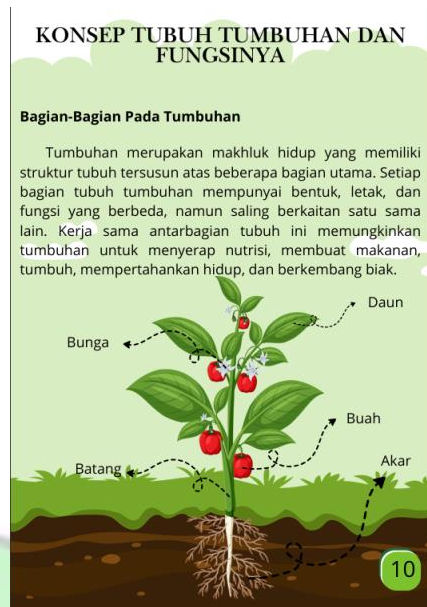 KONSEP TUBUH TUMBUHAN DAN
FUNGSINYA
Bagian-Bagian Pada Tumbuhan
Tumbuhan merupakan makhluk hidup yang memiliki
struktur tubuh tersusun atas beberapa bagian utama. Setiap
bagian tubuh tumbuhan mempunyai bentuk, letak, dan
fungsi yang berbeda, namun saling berkaitan satu sama
lain. Kerja sama antarbagian tubuh ini memungkinkan
tumbuhan untuk menyerap nutrisi, membuat makanan,
tumbuh, mempertahankan hidup, dan berkembang biak.
Daun
Bunga
Buah
Akar
Batang
10